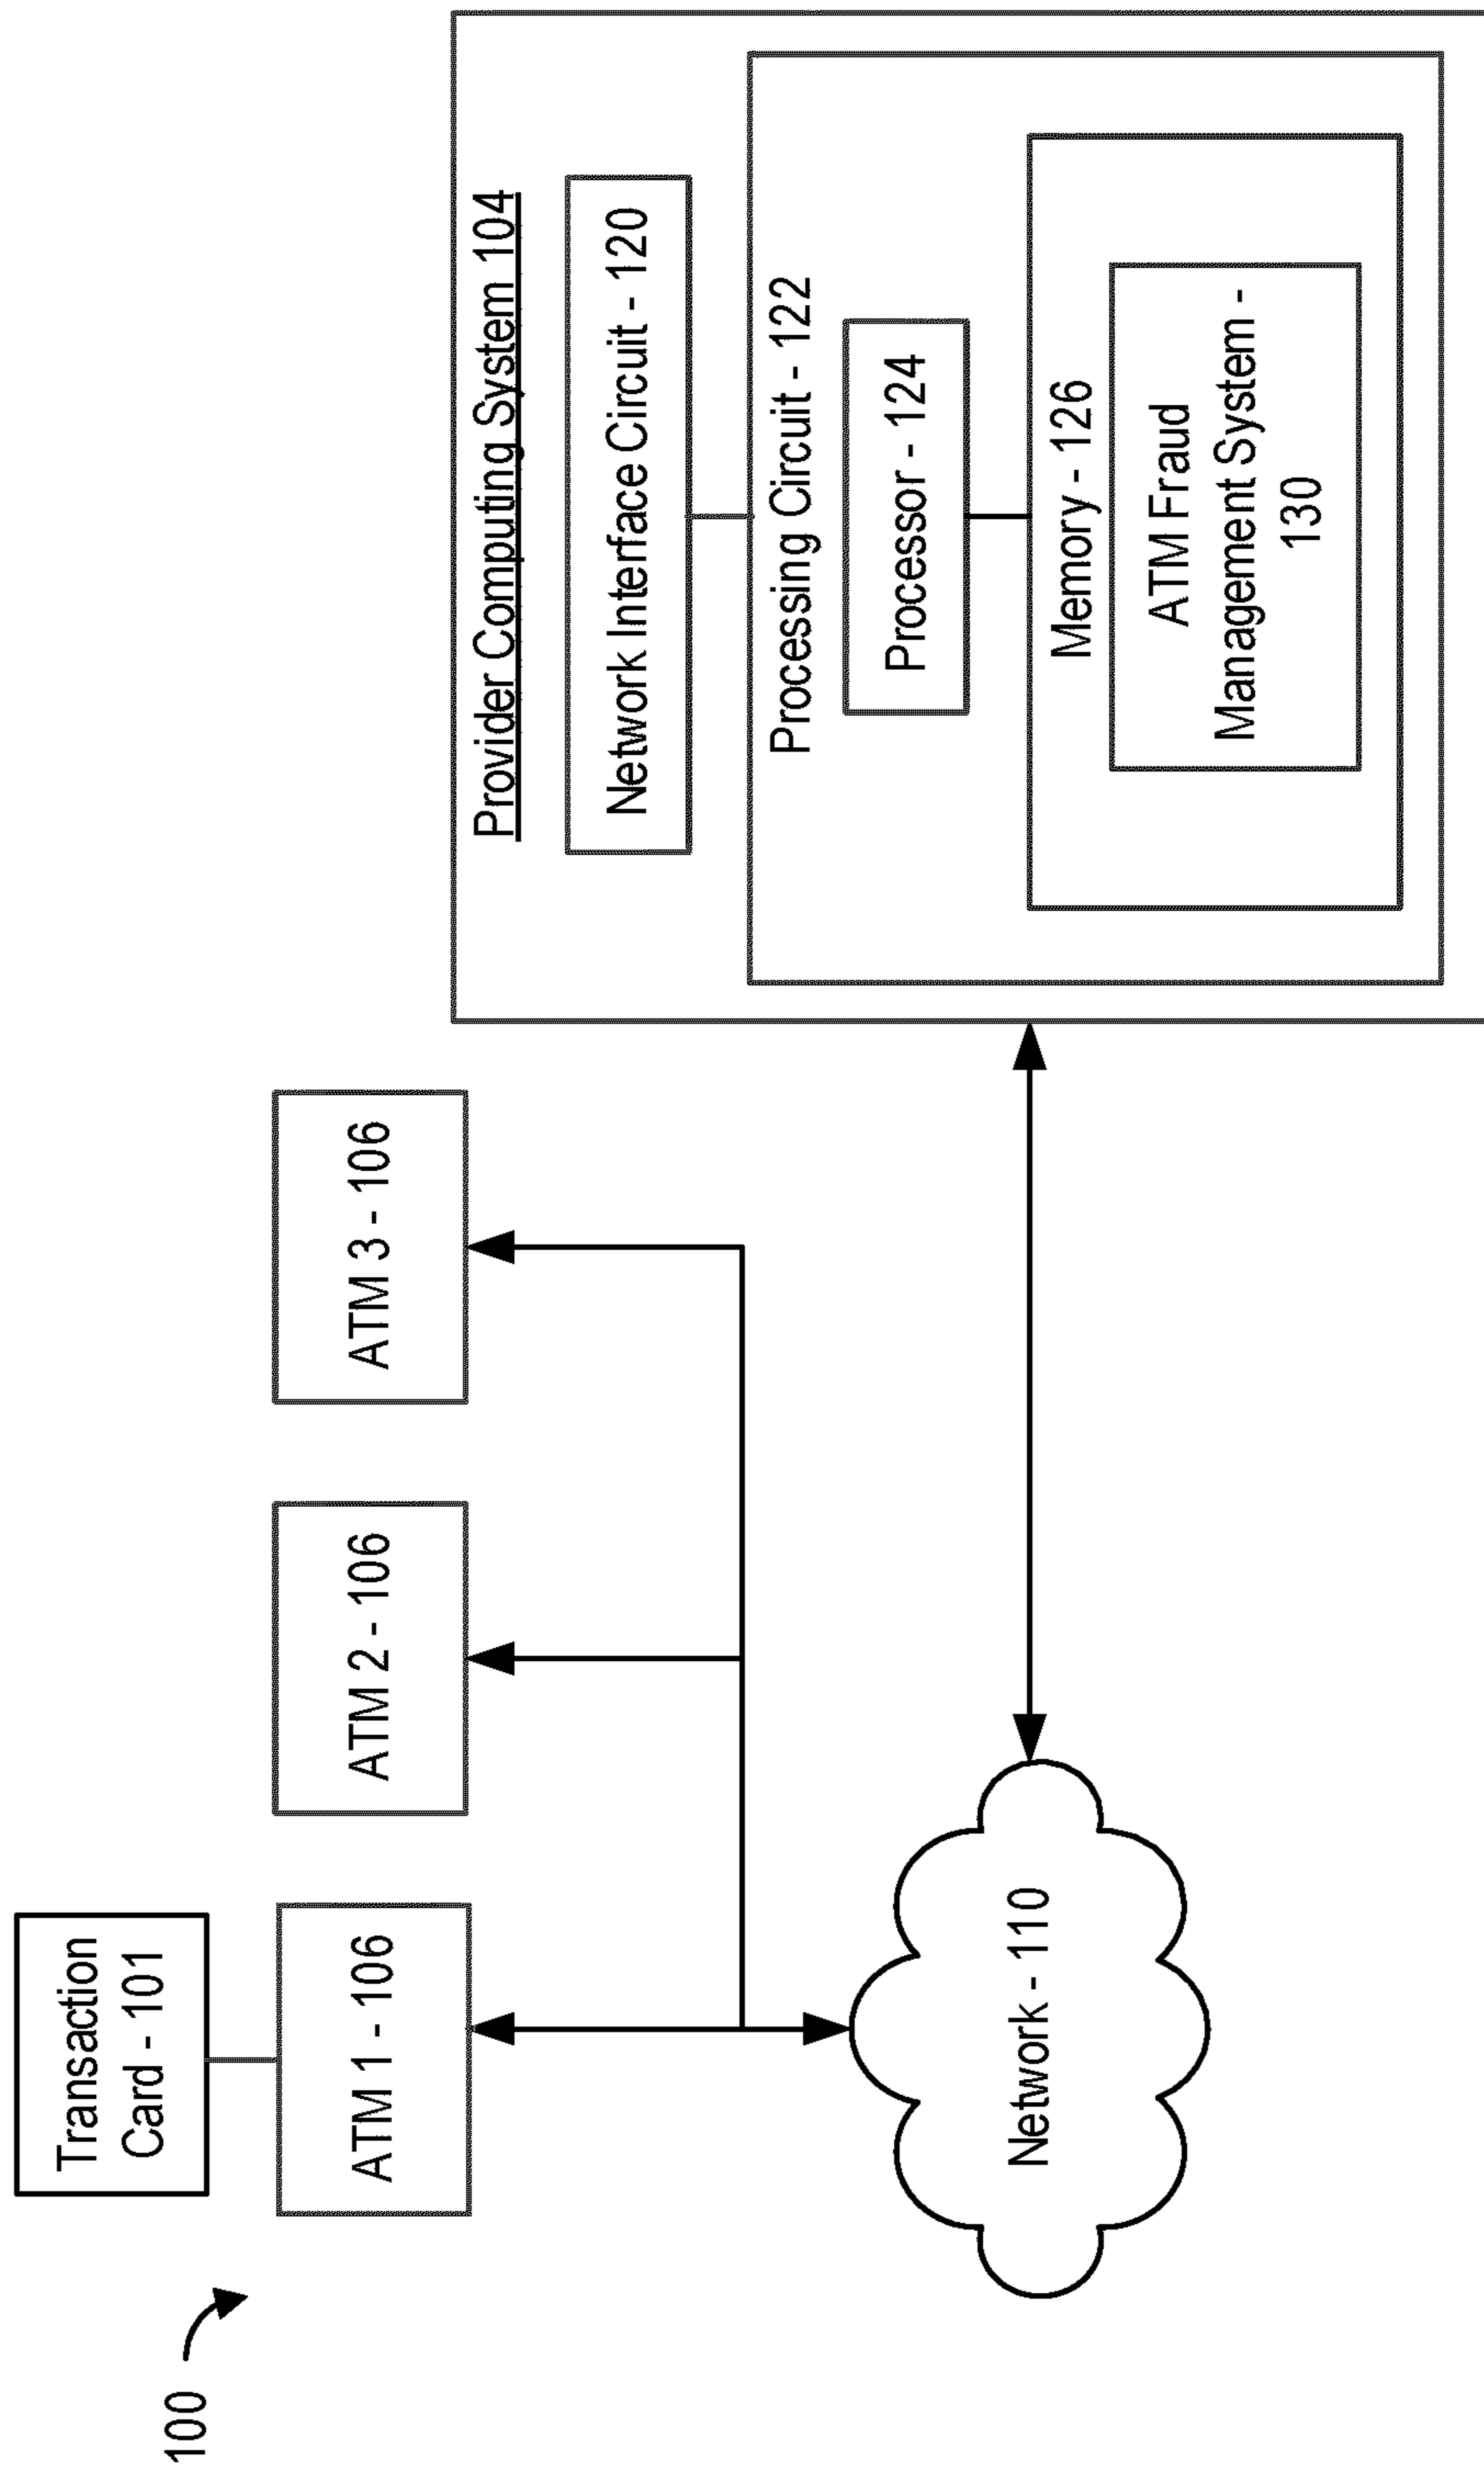 100
Transaction
Card - 101
ATM 1 - 106
ATM 2 - 106
ATM 3 - 106
Network - 110
Provider Computing System 104
Network Interface Circuit - 120
Processing Circuit - 122
Processor - 124
Memory - 126
ATM Fraud
Management System -
130